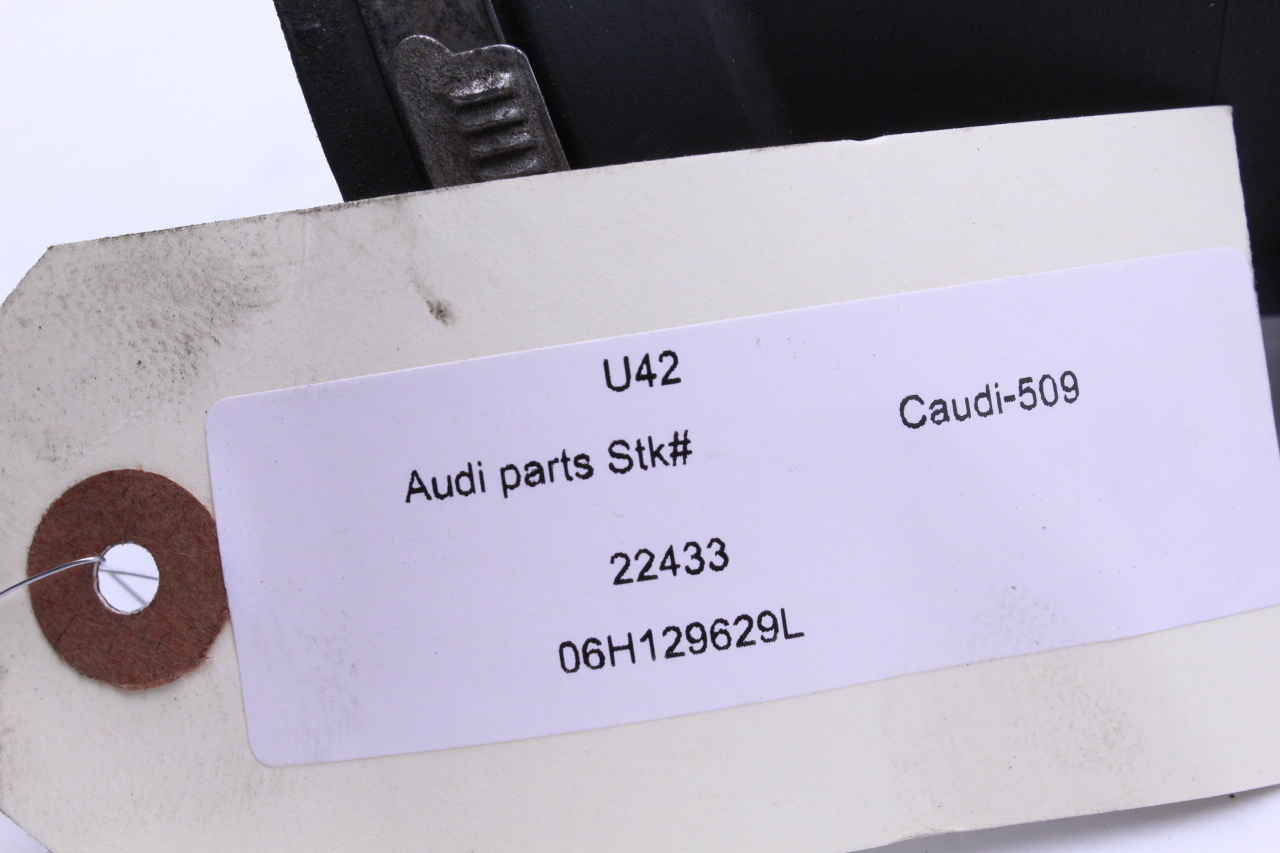 U42
Caudi-509
Audi parts Stk#
22433
06H129629L